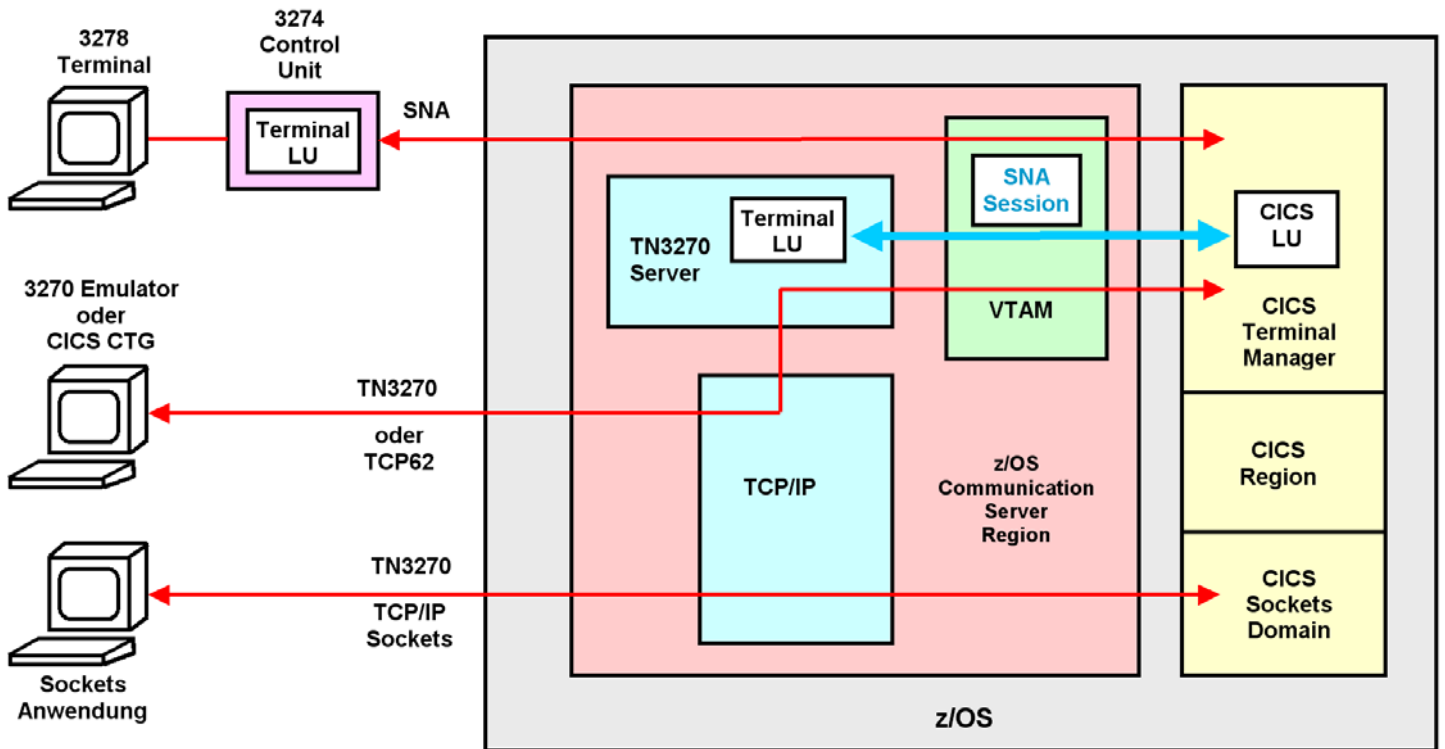 3278
Terminal
3274
Control
Unit
Terminal
LU
SNA
SNA
Session
Terminal
LU
TN3270
Server
CICS
LU
VTAM
CICS
Terminal
Manager
3270 Emulator
oder
CICS CTG
TN3270
oder
TCP62
TCP/IP
z/OS
Communication
Server
Region
CICS
Region
TN3270
TCP/IP
Sockets
CICS
Sockets
Domain
Sockets
Anwendung
z/OS